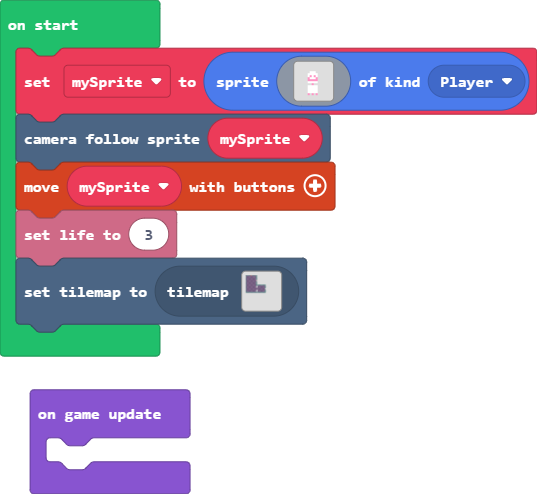 on start
set mySprite to sprite of kind Player
camera follow sprite mySprite
move mySprite with buttons
set life to 3
set tilemap to tilemap
on game update